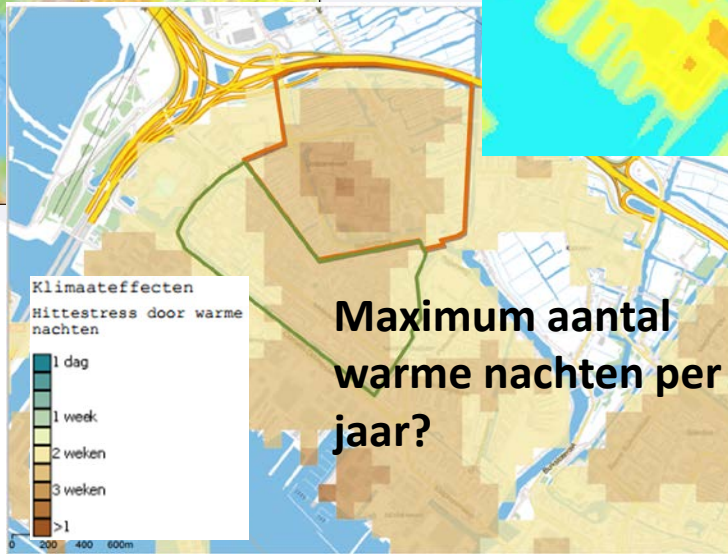 Klimaateffecten
Hittestress door warme
nachten
1 dag
1 week
2 weken
3 weken
>1
0 200 400 600m
Maximum aantal
warme nachten per
jaar?